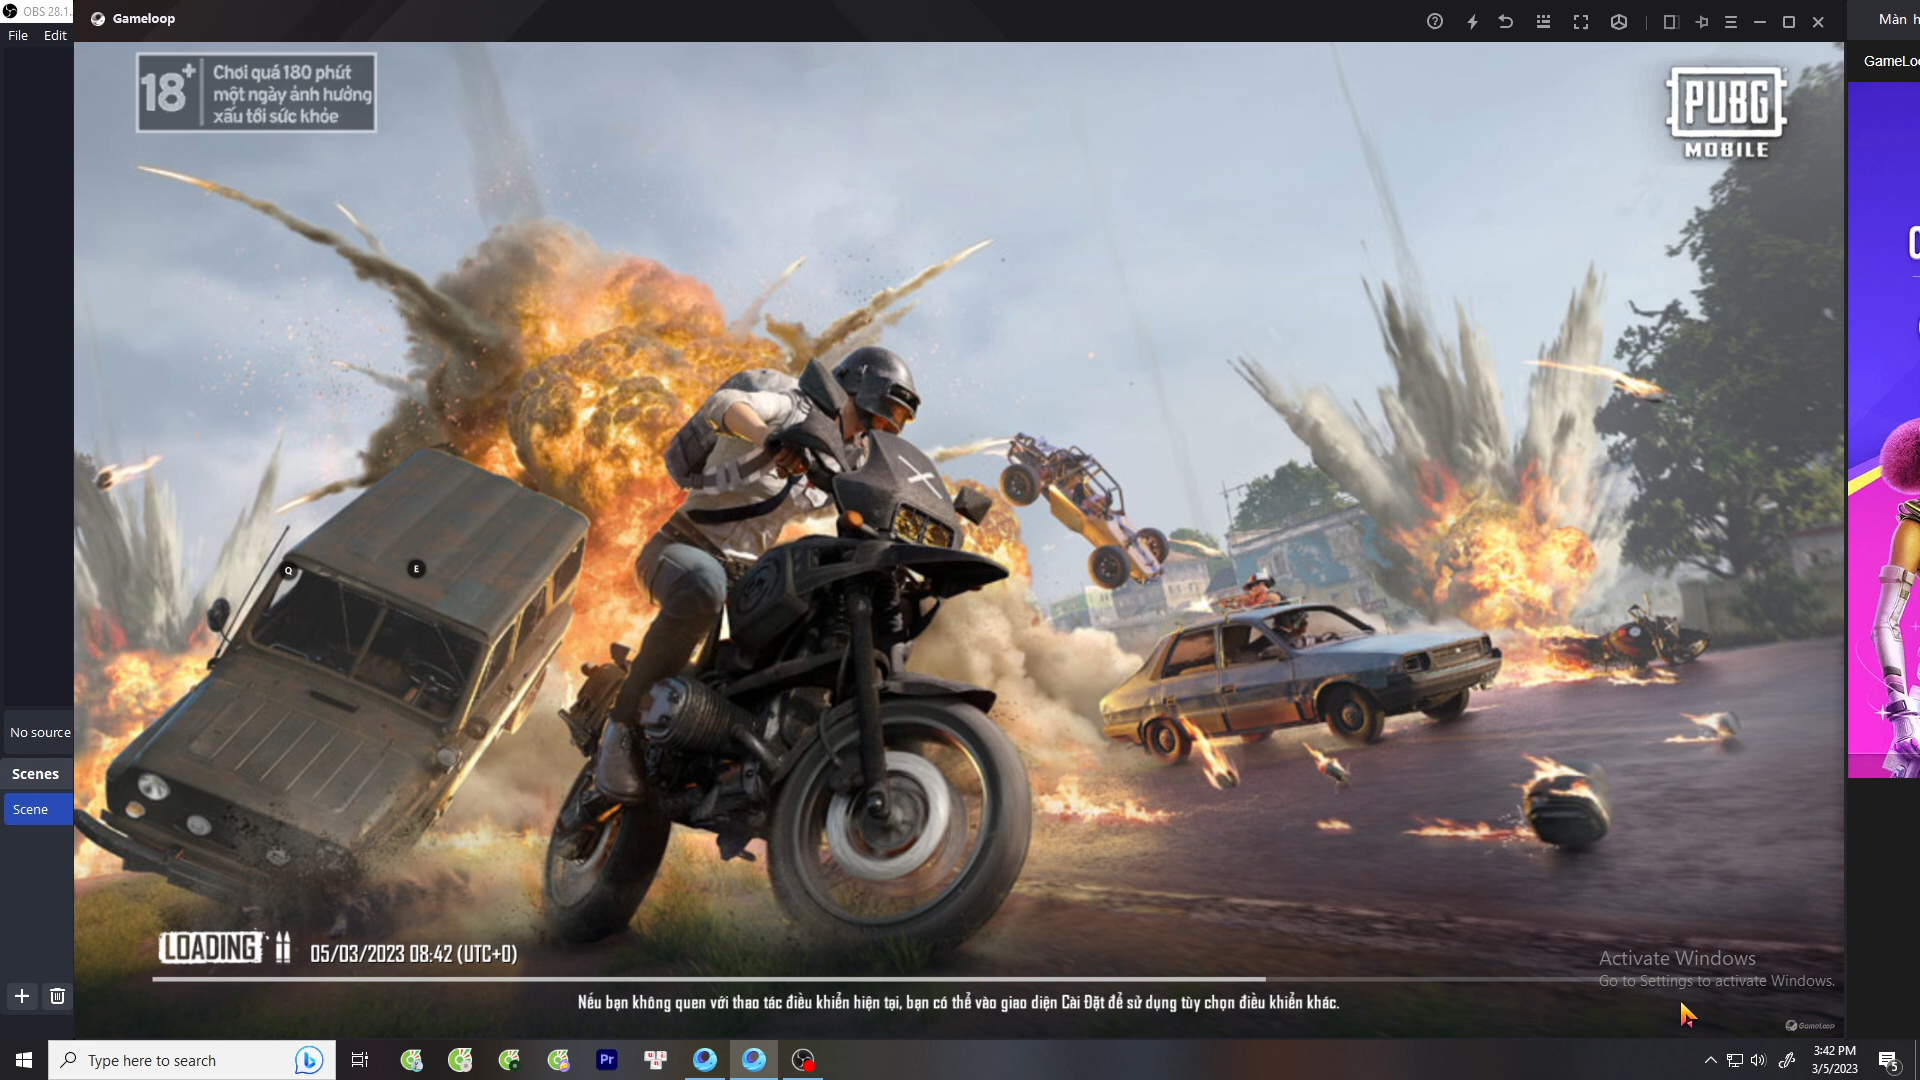 OBS 28.1.
File Edit
Gameloop
Màn h
GameLoo
18+
Chơi quá 180 phút
một ngày ảnh hưởng
xấu tới sức khỏe
PUBG
MOBILE
Q
E
No source
Scenes
Scene
LOADING
05/03/2023 08:42 (UTC+0)
Activate Windows
Go to Settings to activate Windows.
Nếu bạn không quen với thao tác điều khiển hiện tại, bạn có thể vào giao diện Cài Đặt để sử dụng tùy chọn điều khiển khác.
GameLoop
Type here to search
Pr
3:42 PM
3/5/2023
5